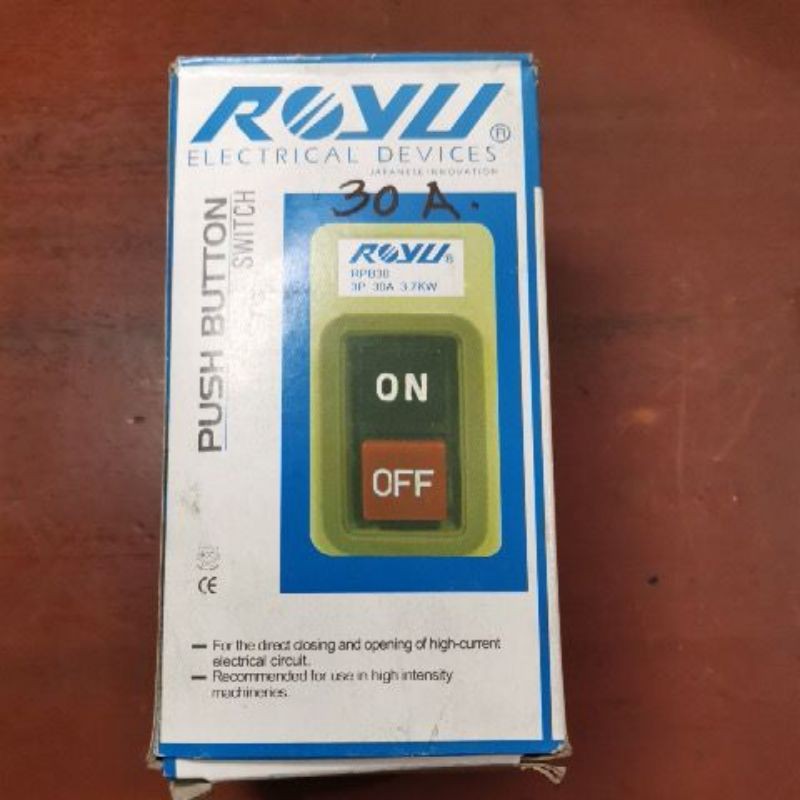 ROYU ®
ELECTRICAL DEVICES
JAPANESE INNOVATION
30 A.
PUSH BUTTON
SWITCH
ROYU ®
RPB30
3P 30A 3.7KW
ON
OFF
CE
– For the direct closing and opening of high-current
electrical circuit.
– Recommended for use in high intensity
machineries.